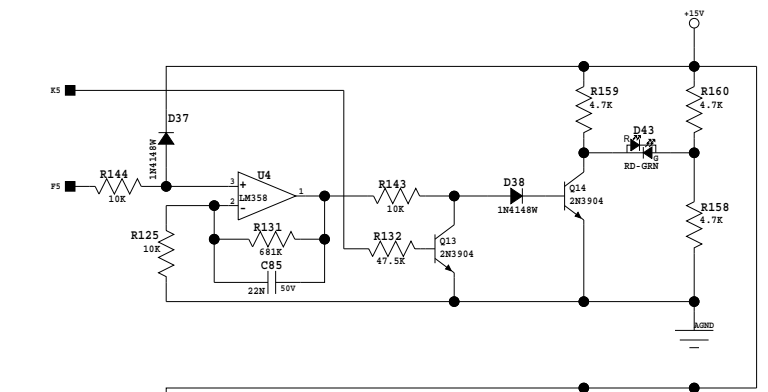 +15V
K5
R159
4.7K
R160
4.7K
D37
1N4148W
D43
R
G
RD-GRN
R144
10K
P5
U4
3
+
LM358
2
-
1
R143
10K
D38
1N4148W
Q14
2N3904
R158
4.7K
R125
10K
R131
681K
R132
47.5K
Q13
2N3904
C85
22N
50V
AGND